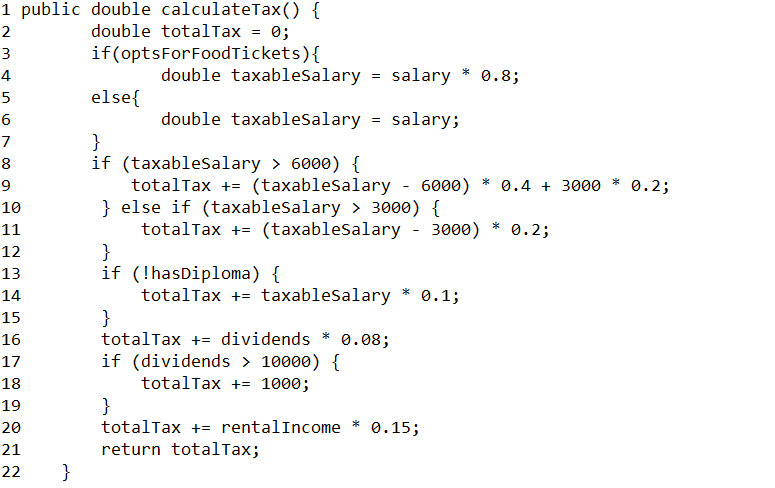 1 public double calculateTax() {
2 double totalTax = 0;
3 if(optsForFoodTickets){
4 double taxableSalary = salary * 0.8;
5 else{
6 double taxableSalary = salary;
7 }
8 if (taxableSalary > 6000) {
9 totalTax += (taxableSalary - 6000) * 0.4 + 3000 * 0.2;
10 } else if (taxableSalary > 3000) {
11 totalTax += (taxableSalary - 3000) * 0.2;
12 }
13 if (!hasDiploma) {
14 totalTax += taxableSalary * 0.1;
15 }
16 totalTax += dividends * 0.08;
17 if (dividends > 10000) {
18 totalTax += 1000;
19 }
20 totalTax += rentalIncome * 0.15;
21 return totalTax;
22 }